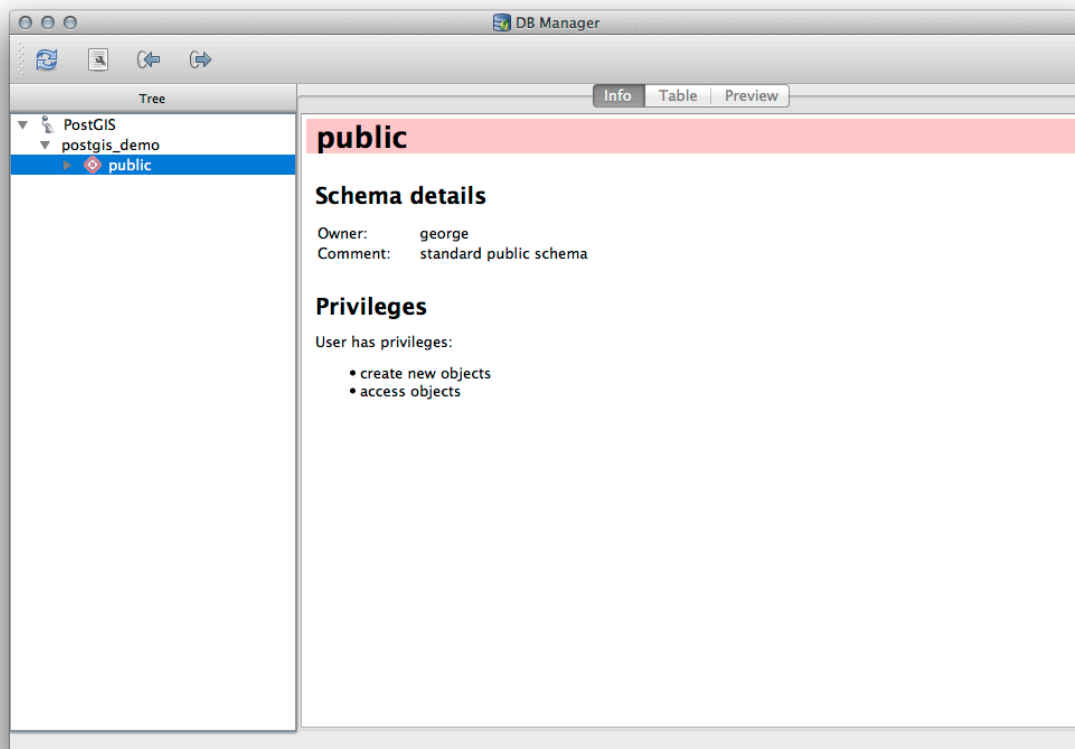 DB Manager
Tree
Info Table Preview
PostGIS
postgis_demo
public
public
Schema details
Owner: george
Comment: standard public schema
Privileges
User has privileges:
• create new objects
• access objects